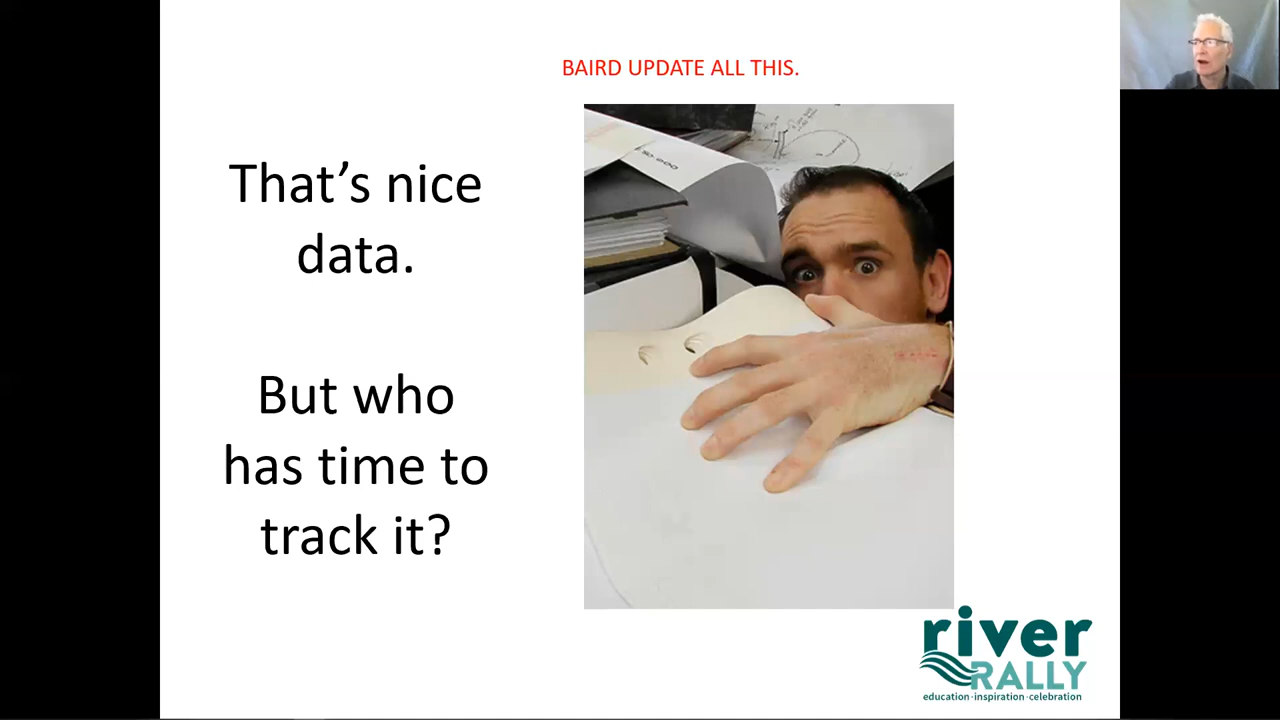 BAIRD UPDATE ALL THIS.
That’s nice
data.
But who
has time to
track it?
river
RALLY
education·inspiration·celebration